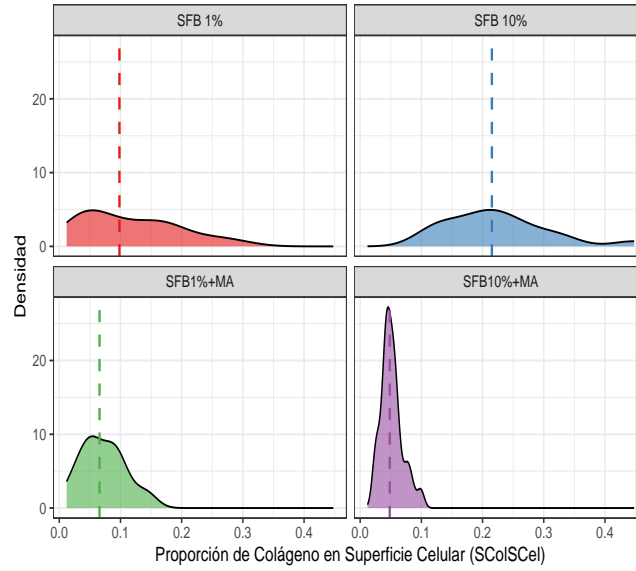 SFB 1%
SFB 10%
20
10
0
SFB1%+MA
SFB10%+MA
20
10
0
Densidad
0.0 0.1 0.2 0.3 0.4
0.0 0.1 0.2 0.3 0.4
Proporción de Colágeno en Superficie Celular (SColSCel)